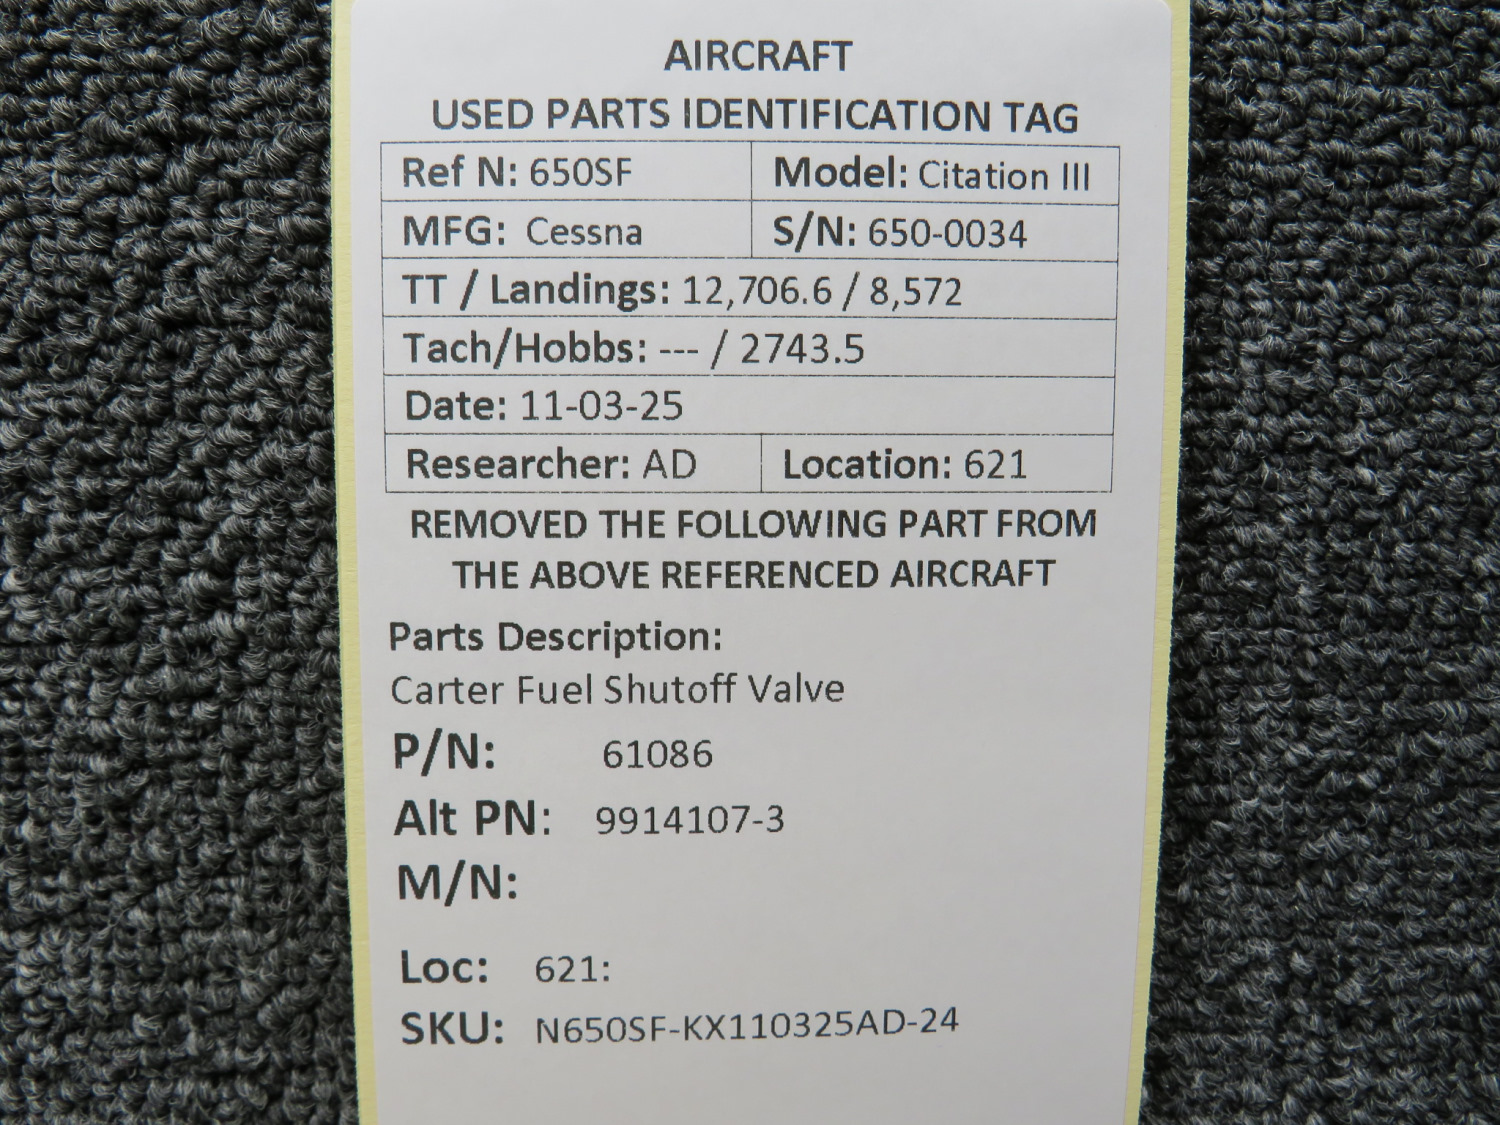 AIRCRAFT
USED PARTS IDENTIFICATION TAG
Ref N: 650SF Model: Citation III
MFG: Cessna S/N: 650-0034
TT / Landings: 12,706.6 / 8,572
Tach/Hobbs: --- / 2743.5
Date: 11-03-25
Researcher: AD Location: 621
REMOVED THE FOLLOWING PART FROM
THE ABOVE REFERENCED AIRCRAFT
Parts Description:
Carter Fuel Shutoff Valve
P/N: 61086
Alt PN: 9914107-3
M/N:
Loc: 621:
SKU: N650SF-KX110325AD-24